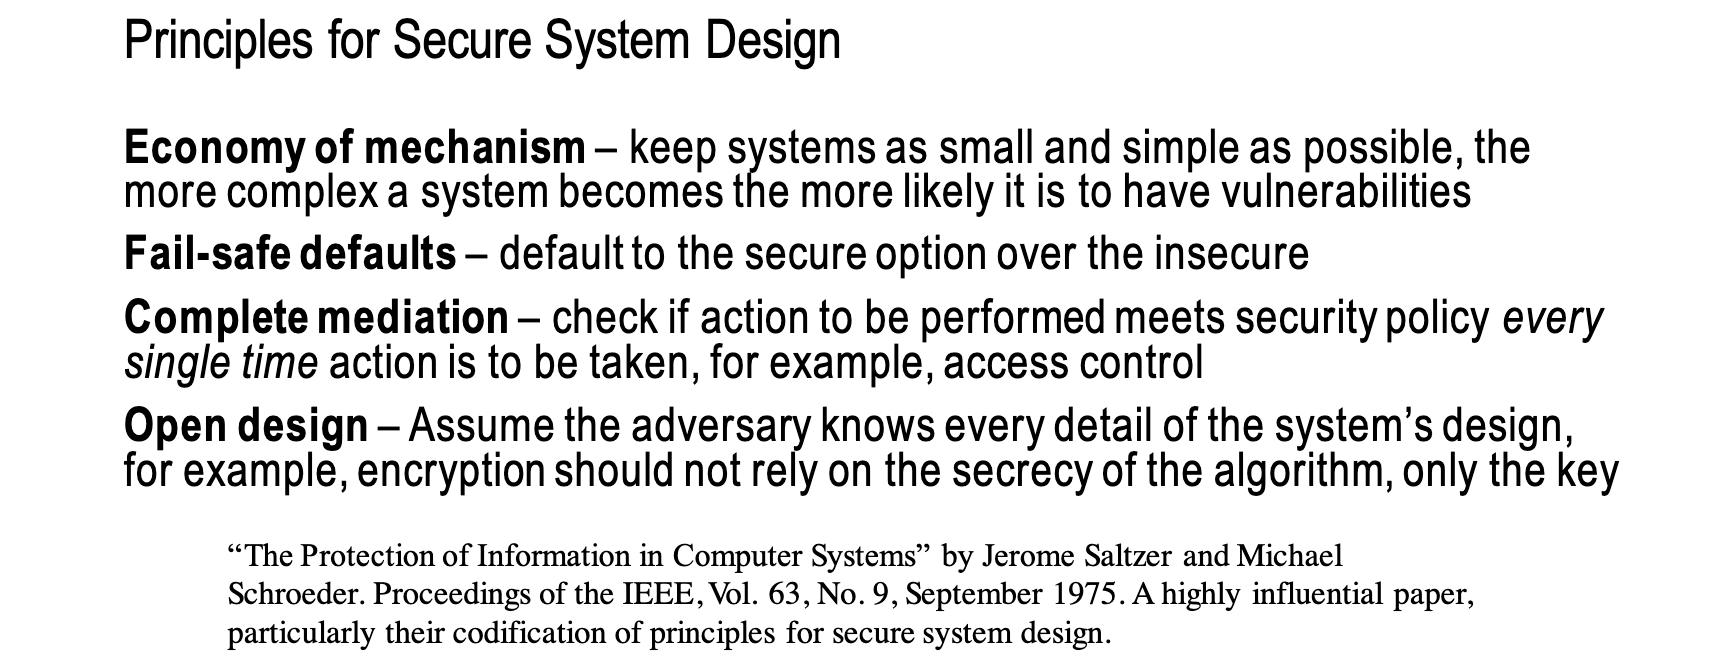 Principles for Secure System Design
Economy of mechanism – keep systems as small and simple as possible, the
more complex a system becomes the more likely it is to have vulnerabilities
Fail-safe defaults – default to the secure option over the insecure
Complete mediation – check if action to be performed meets security policy every
single time action is to be taken, for example, access control
Open design – Assume the adversary knows every detail of the system’s design,
for example, encryption should not rely on the secrecy of the algorithm, only the key
“The Protection of Information in Computer Systems” by Jerome Saltzer and Michael
Schroeder. Proceedings of the IEEE, Vol. 63, No. 9, September 1975. A highly influential paper,
particularly their codification of principles for secure system design.